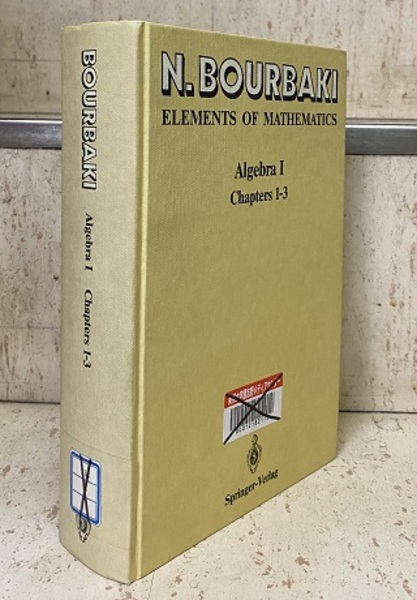 BOURBAKI
Algebra I Chapters 1-3
N. BOURBAKI
ELEMENTS OF MATHEMATICS
Algebra I
Chapters 1-3
Springer-Verlag